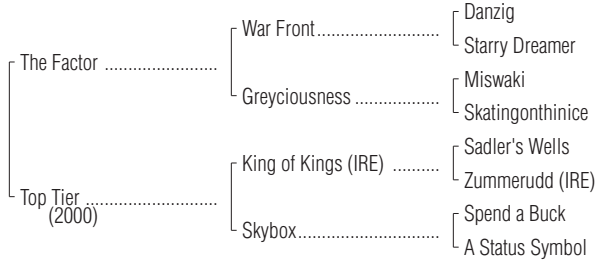 Danzig
War Front..............................
Starry Dreamer
The Factor ...........................
Miswaki
Greyciousness ....................
Skatingonthinice
Sadler's Wells
King of Kings (IRE) ...........
Zummerudd (IRE)
Top Tier ...............................
(2000)
Spend a Buck
Skybox..................................
A Status Symbol